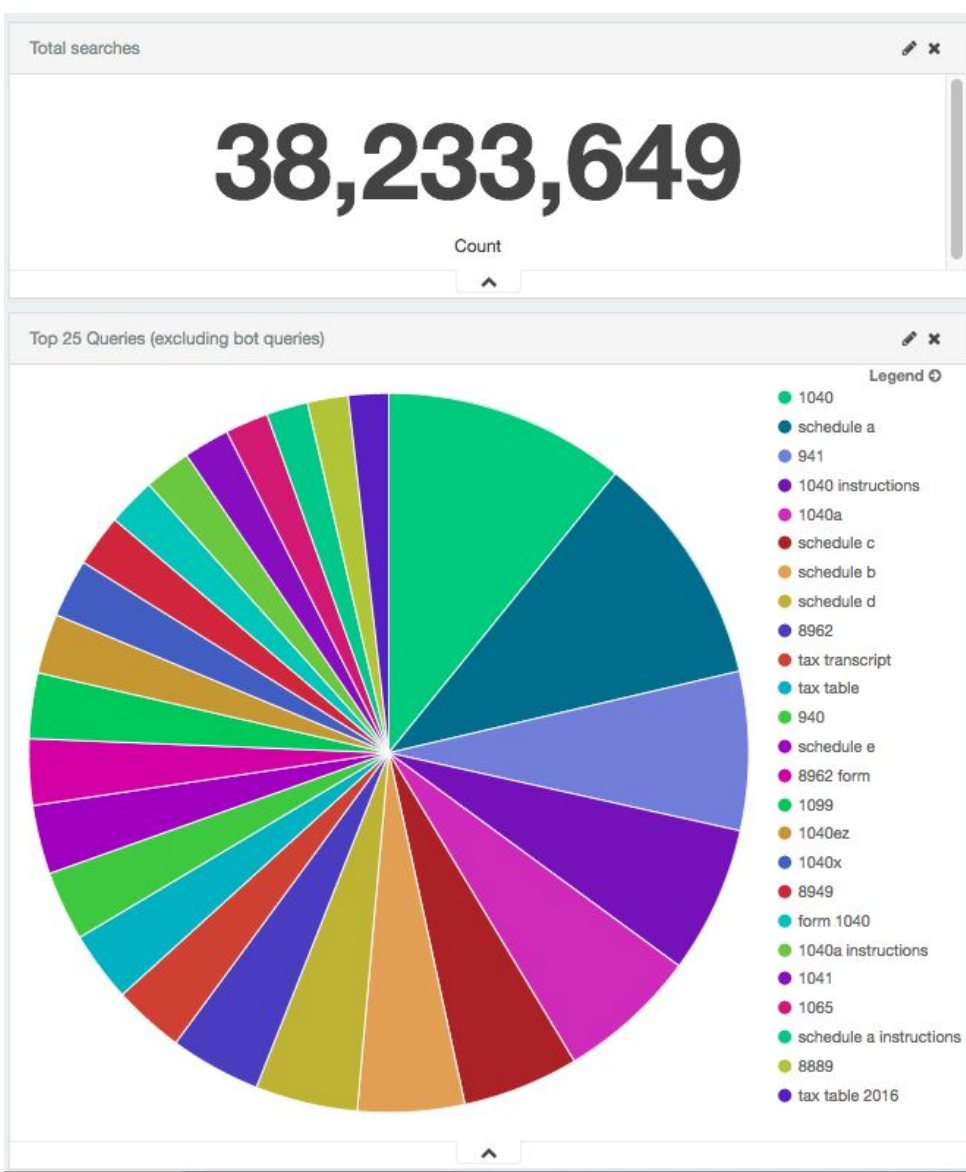 Total searches
38,233,649
Count
Top 25 Queries (excluding bot queries)
Legend
1040
schedule a
941
1040 instructions
1040a
schedule c
schedule b
schedule d
8962
tax transcript
tax table
940
schedule e
8962 form
1099
1040ez
1040x
8949
form 1040
1040a instructions
1041
1065
schedule a instructions
8889
tax table 2016